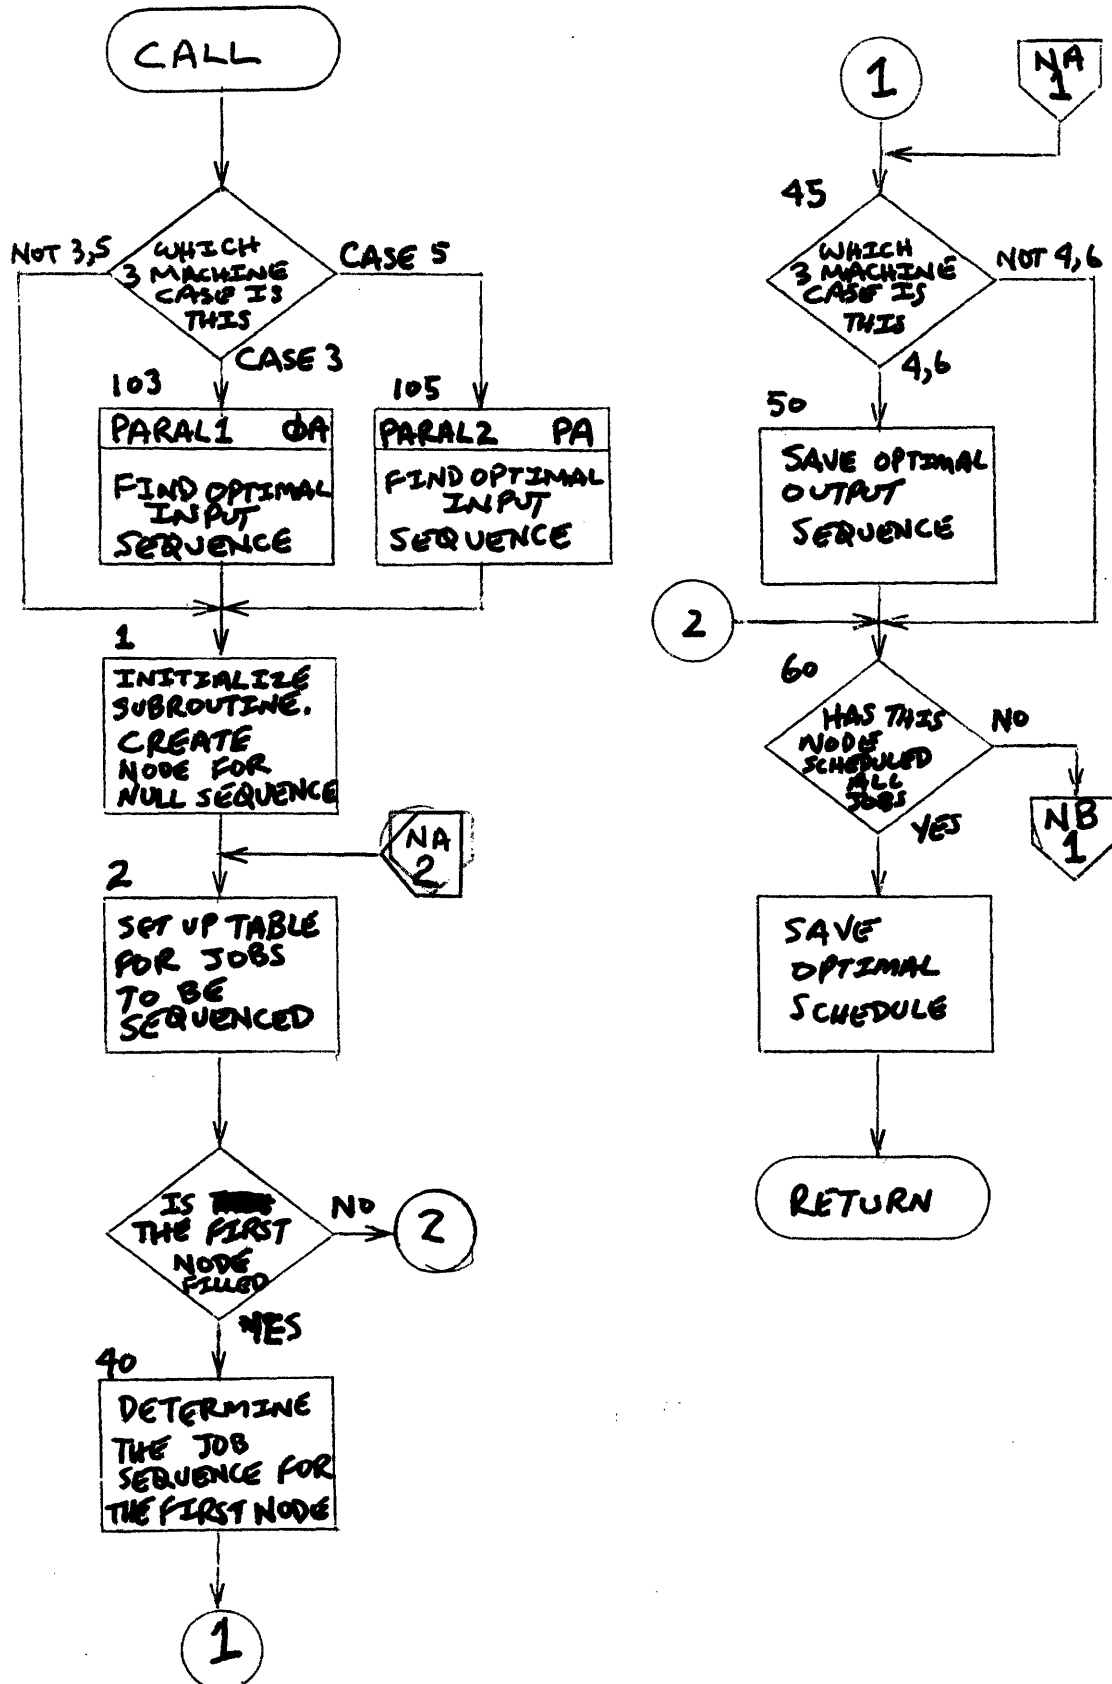 CALL
NOT 3,5
WHICH
3 MACHINE
CASE IS
THIS
CASE 5
CASE 3
103
PARAL1 ΦA
FIND OPTIMAL
INPUT
SEQUENCE
105
PARAL2 PA
FIND OPTIMAL
INPUT
SEQUENCE
1
INITIALIZE
SUBROUTINE.
CREATE
NODE FOR
NULL SEQUENCE
NA
2
2
SET UP TABLE
FOR JOBS
TO BE
SEQUENCED
IS
THE FIRST
NODE
FILLED
NO
2
YES
40
DETERMINE
THE JOB
SEQUENCE FOR
THE FIRST NODE
1
1
NA
1
45
WHICH
3 MACHINE
CASE IS
THIS
NOT 4,6
4,6
50
SAVE OPTIMAL
OUTPUT
SEQUENCE
2
60
HAS THIS
NODE
SCHEDULED
ALL
JOBS
NO
NB
1
YES
SAVE
OPTIMAL
SCHEDULE
RETURN